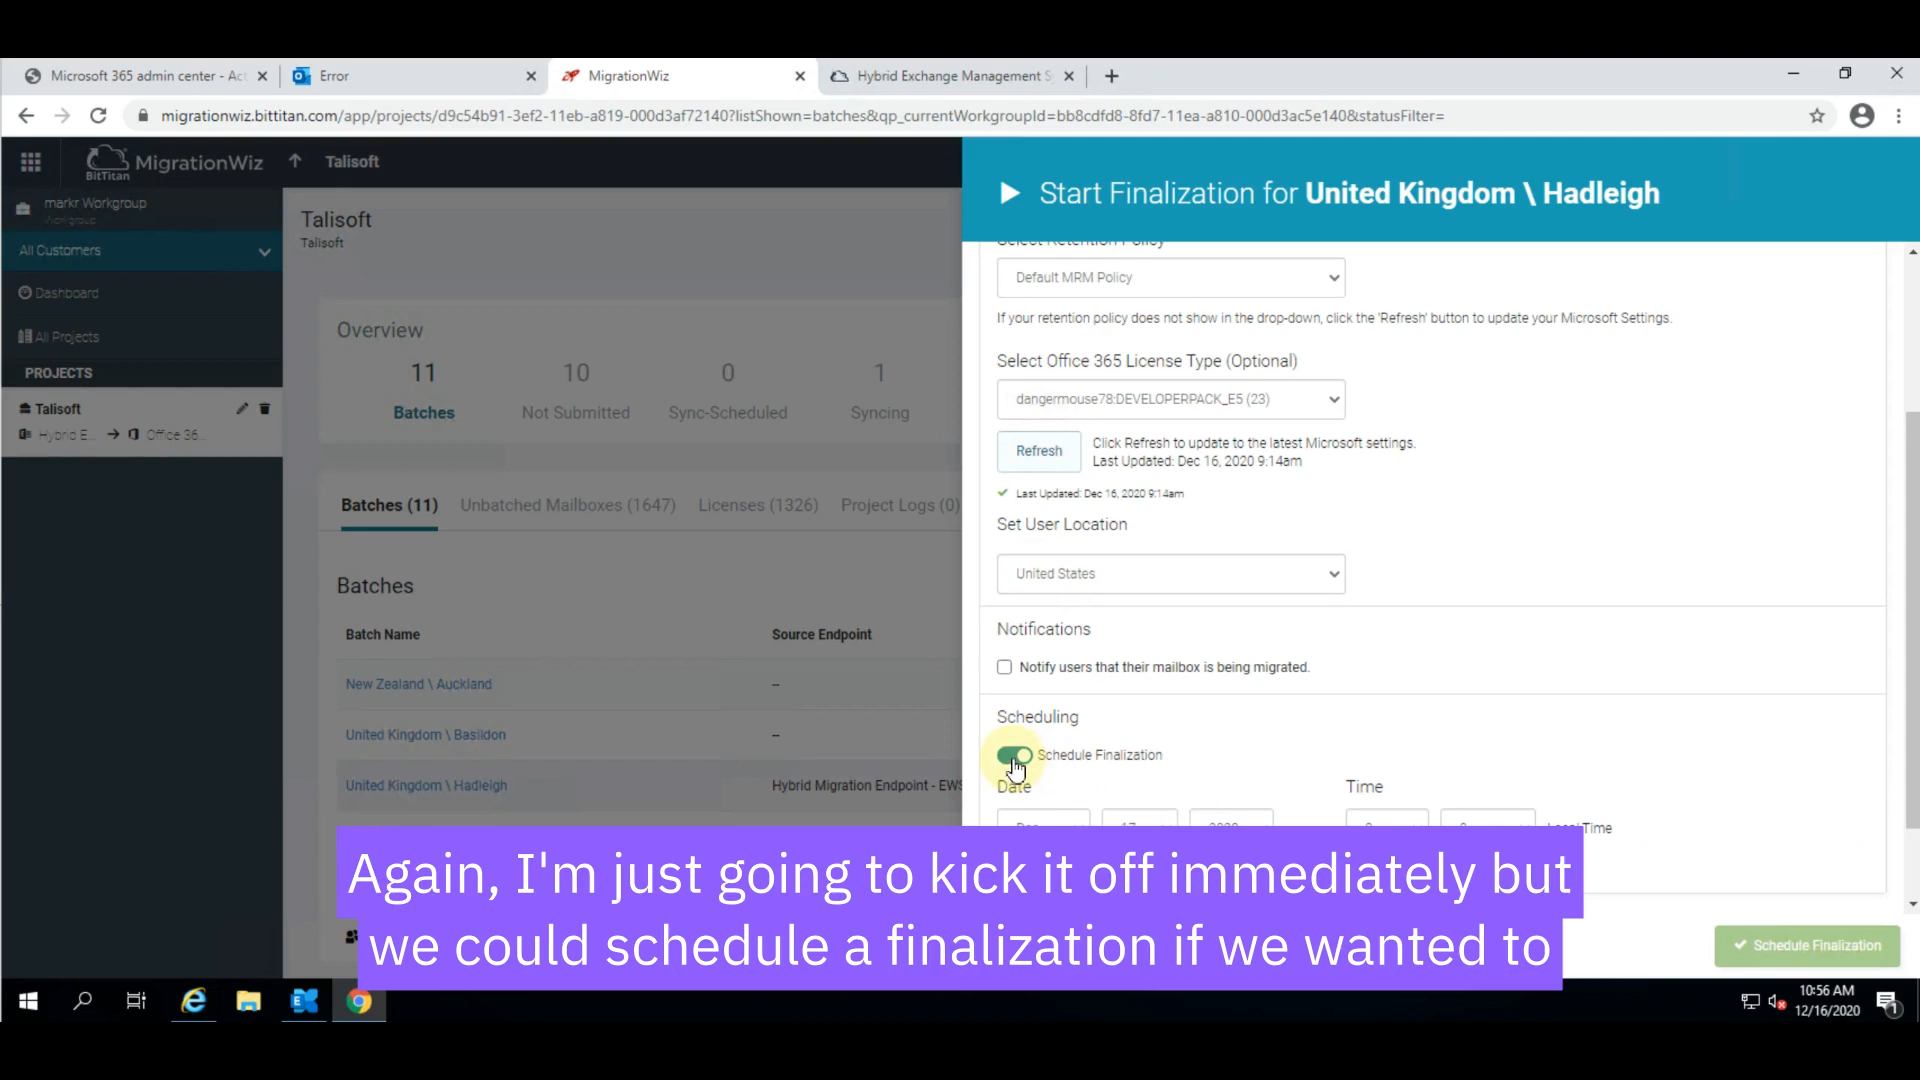 Microsoft 365 admin center - Act
Error
MigrationWiz
Hybrid Exchange Management S
migrationwiz.bittitan.com/app/projects/d9c54b91-3ef2-11eb-a819-000d3af72140?listShown=batches&qp_currentWorkgroupId=bb8cdfd8-8fd7-11ea-a810-000d3ac5e140&statusFilter=
BitTitan MigrationWiz
Talisoft
markr Workgroup
Workgroup
All Customers
Dashboard
All Projects
PROJECTS
Talisoft
Hybrid E... Office 36...
Talisoft
Talisoft
Overview
11 10 0 1
Batches Not Submitted Sync-Scheduled Syncing
Batches (11) Unbatched Mailboxes (1647) Licenses (1326) Project Logs (0)
Batches
Batch Name Source Endpoint
New Zealand \ Auckland --
United Kingdom \ Basildon --
United Kingdom \ Hadleigh Hybrid Migration Endpoint - EWS
Start Finalization for United Kingdom \ Hadleigh
Select Retention Policy
Default MRM Policy
If your retention policy does not show in the drop-down, click the 'Refresh' button to update your Microsoft Settings.
Select Office 365 License Type (Optional)
dangermouse78:DEVELOPERPACK_E5 (23)
Refresh
Click Refresh to update to the latest Microsoft settings.
Last Updated: Dec 16, 2020 9:14am
Last Updated: Dec 16, 2020 9:14am
Set User Location
United States
Notifications
Notify users that their mailbox is being migrated.
Scheduling
Schedule Finalization
Date Time
Local Time
Again, I'm just going to kick it off immediately but
we could schedule a finalization if we wanted to
Schedule Finalization
10:56 AM
12/16/2020
1